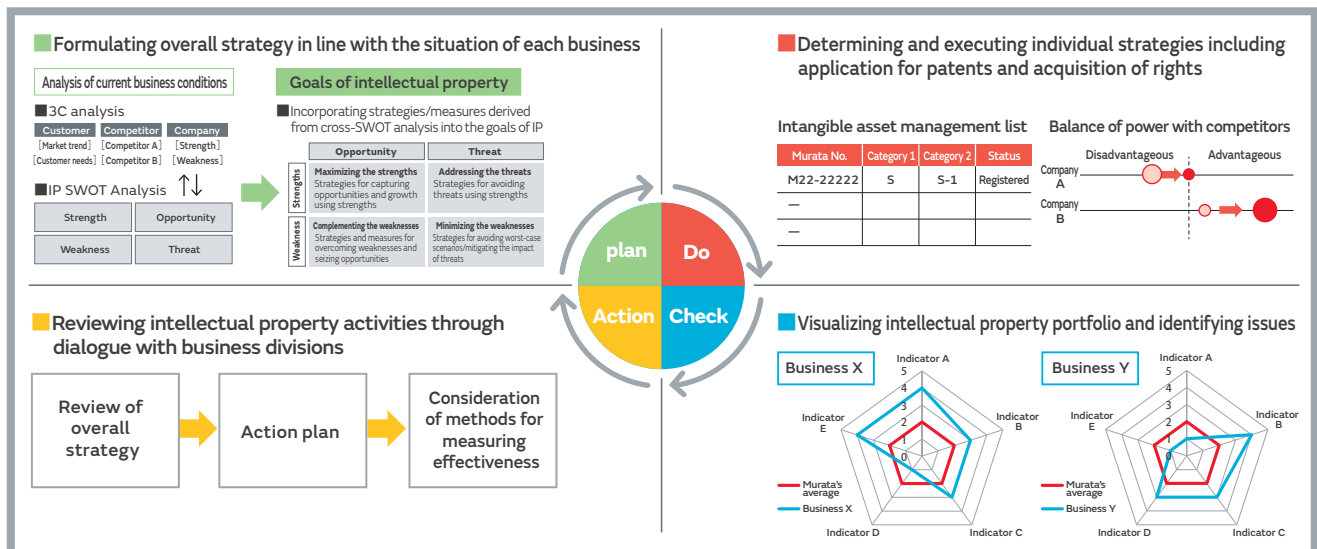 ■Formulating overall strategy in line with the situation of each business
Analysis of current business conditions
■3C analysis
Customer Competitor Company
[Market trend] [Competitor A] [Strength]
[Customer needs] [Competitor B] [Weakness]
■IP SWOT Analysis
Strength Opportunity
Weakness Threat
Goals of intellectual property
■Incorporating strategies/measures derived
from cross-SWOT analysis into the goals of IP
Opportunity Threat
Strengths
Maximizing the strengths
Strategies for capturing
opportunities and growth
using strengths
Addressing the threats
Strategies for avoiding
threats using strengths
Weakness
Complementing the weaknesses
Strategies and measures for
overcoming weaknesses and
seizing opportunities
Minimizing the weaknesses
Strategies for avoiding worst-case
scenarios/mitigating the impact
of threats
■Determining and executing individual strategies including
application for patents and acquisition of rights
Intangible asset management list
Murata No. Category 1 Category 2 Status
M22-22222 S S-1 Registered
—
—
Balance of power with competitors
Disadvantageous Advantageous
Company
A
Company
B
plan Do
Action Check
■Reviewing intellectual property activities through
dialogue with business divisions
Review of
overall
strategy
Action plan
Consideration
of methods for
measuring
effectiveness
■Visualizing intellectual property portfolio and identifying issues
Business X
Indicator A
5
4
3
2
1
0
Indicator
B
Indicator C
Indicator D
Indicator
E
Murata's
average
Business X
Business Y
Indicator A
5
4
3
2
1
0
Indicator
B
Indicator C
Indicator D
Indicator
E
Murata's
average
Business Y